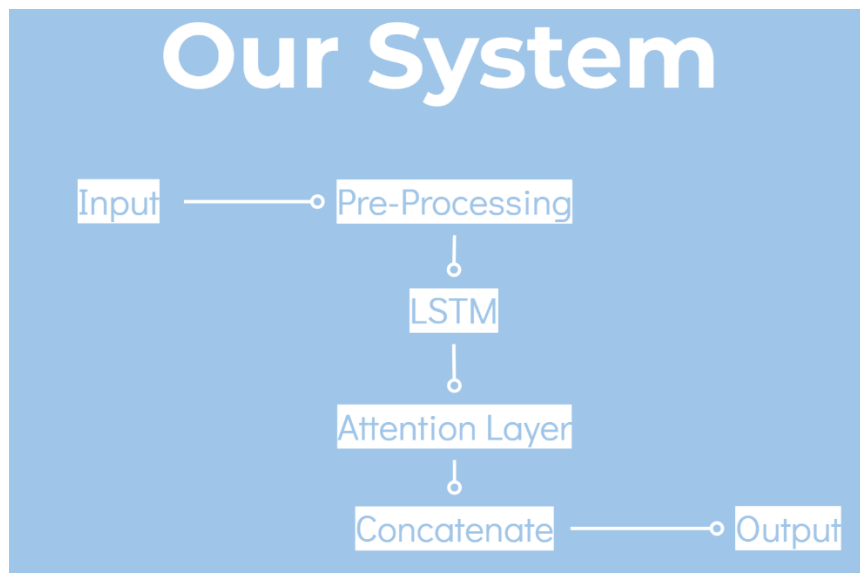 Our System
Input Pre-Processing
LSTM
Attention Layer
Concatenate Output